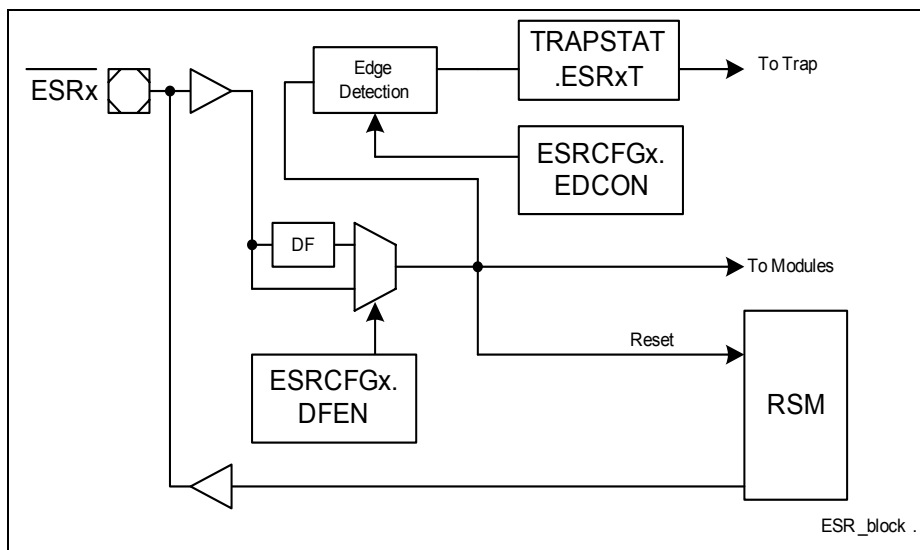 TRAPSTAT
.ESRxT
To Trap
Edge
Detection
ESRx
ESRCFGx.
EDCON
DF
To Modules
Reset
ESRCFGx.
DFEN
RSM
ESR_block .